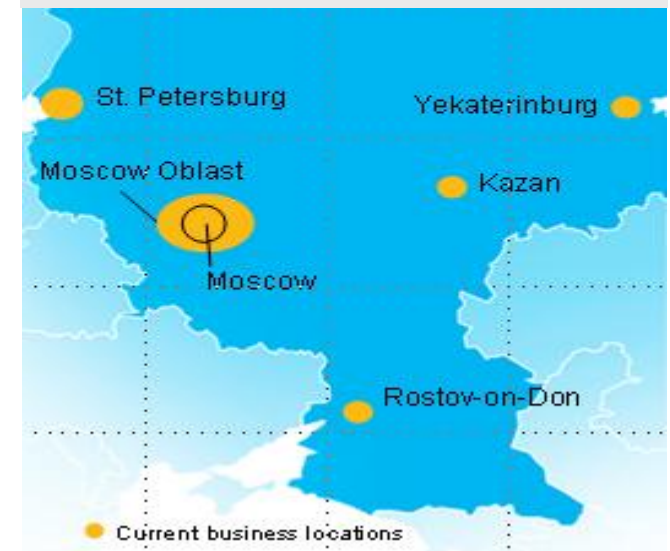 St. Petersburg
Yekaterinburg
Moscow Oblast
Kazan
Moscow
Rostov-on-Don
Current business locations